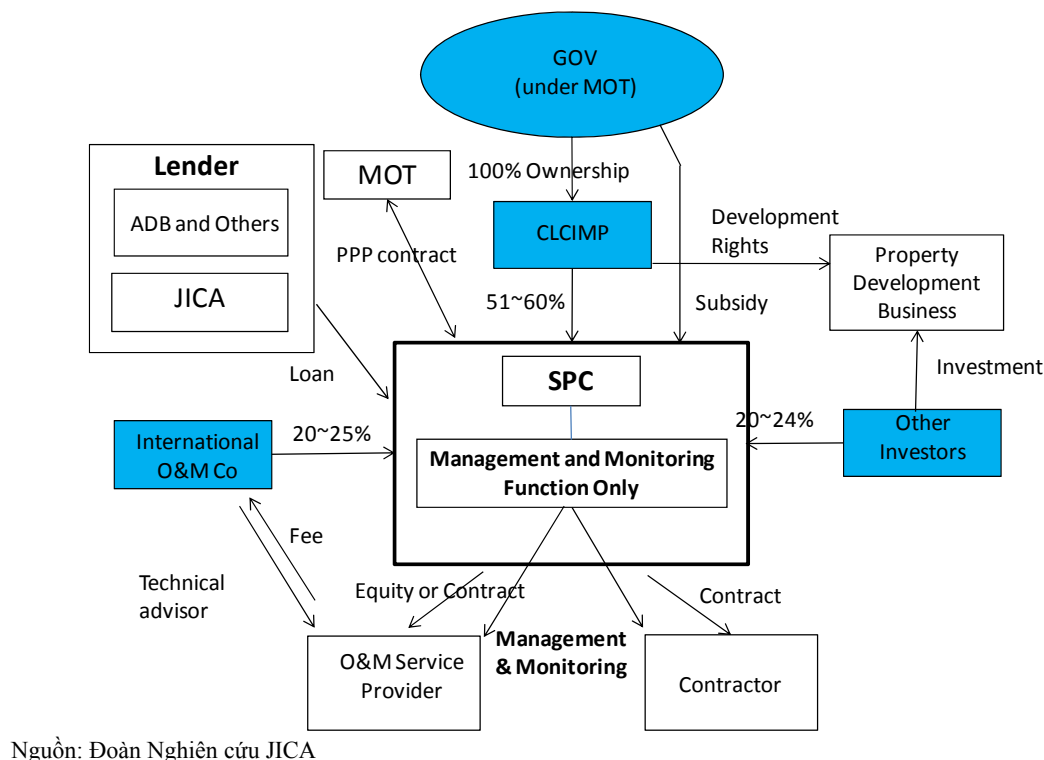 GOV
(under MOT)
Lender
ADB and Others
JICA
MOT
100% Ownership
CLCIMP
Development
Rights
Property
Development
Business
PPP contract
51~60%
Subsidy
Loan
SPC
Investment
International
O&M Co
20~25%
20~24%
Other
Investors
Management and Monitoring
Function Only
Fee
Technical
advisor
Equity or Contract
Contract
O&M Service
Provider
Management
& Monitoring
Contractor
Nguồn: Đoàn Nghiên cứu JICA